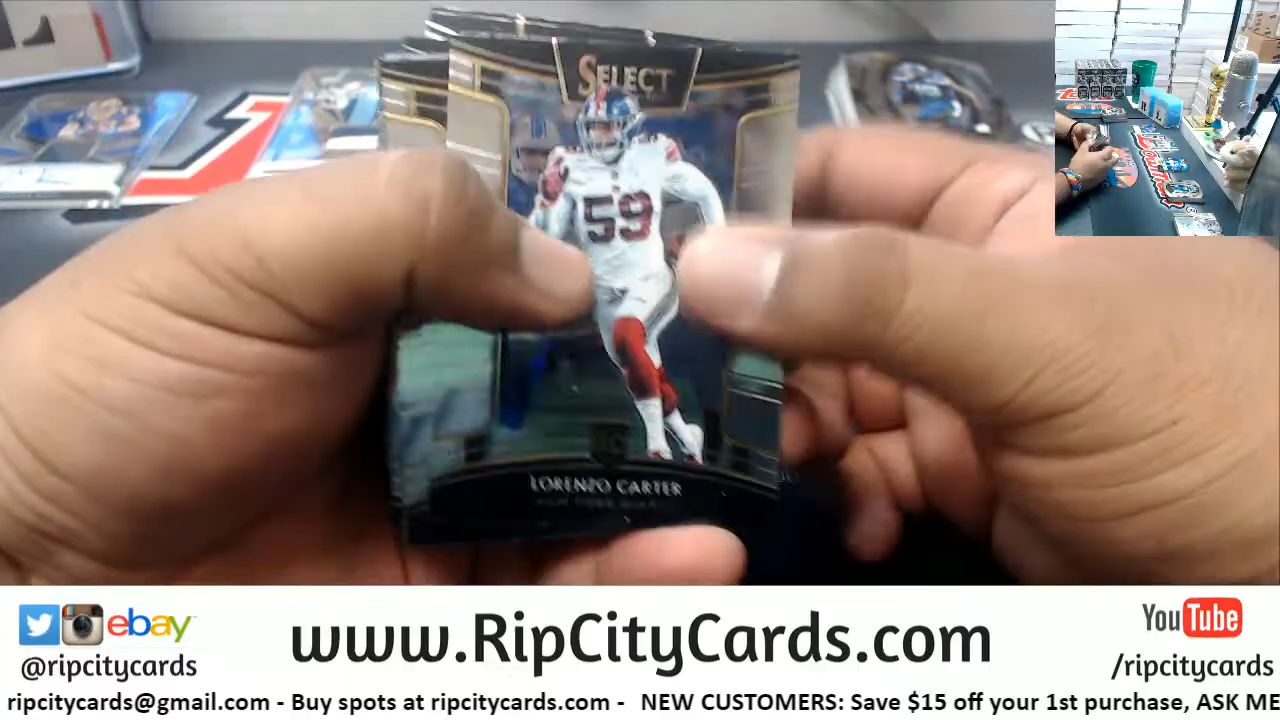 SELECT
59
LORENZO CARTER
ebay
www.RipCityCards.com
YouTube
@ripcitycards
/ripcitycards
ripcitycards@gmail.com - Buy spots at ripcitycards.com - NEW CUSTOMERS: Save $15 off your 1st purchase, ASK ME